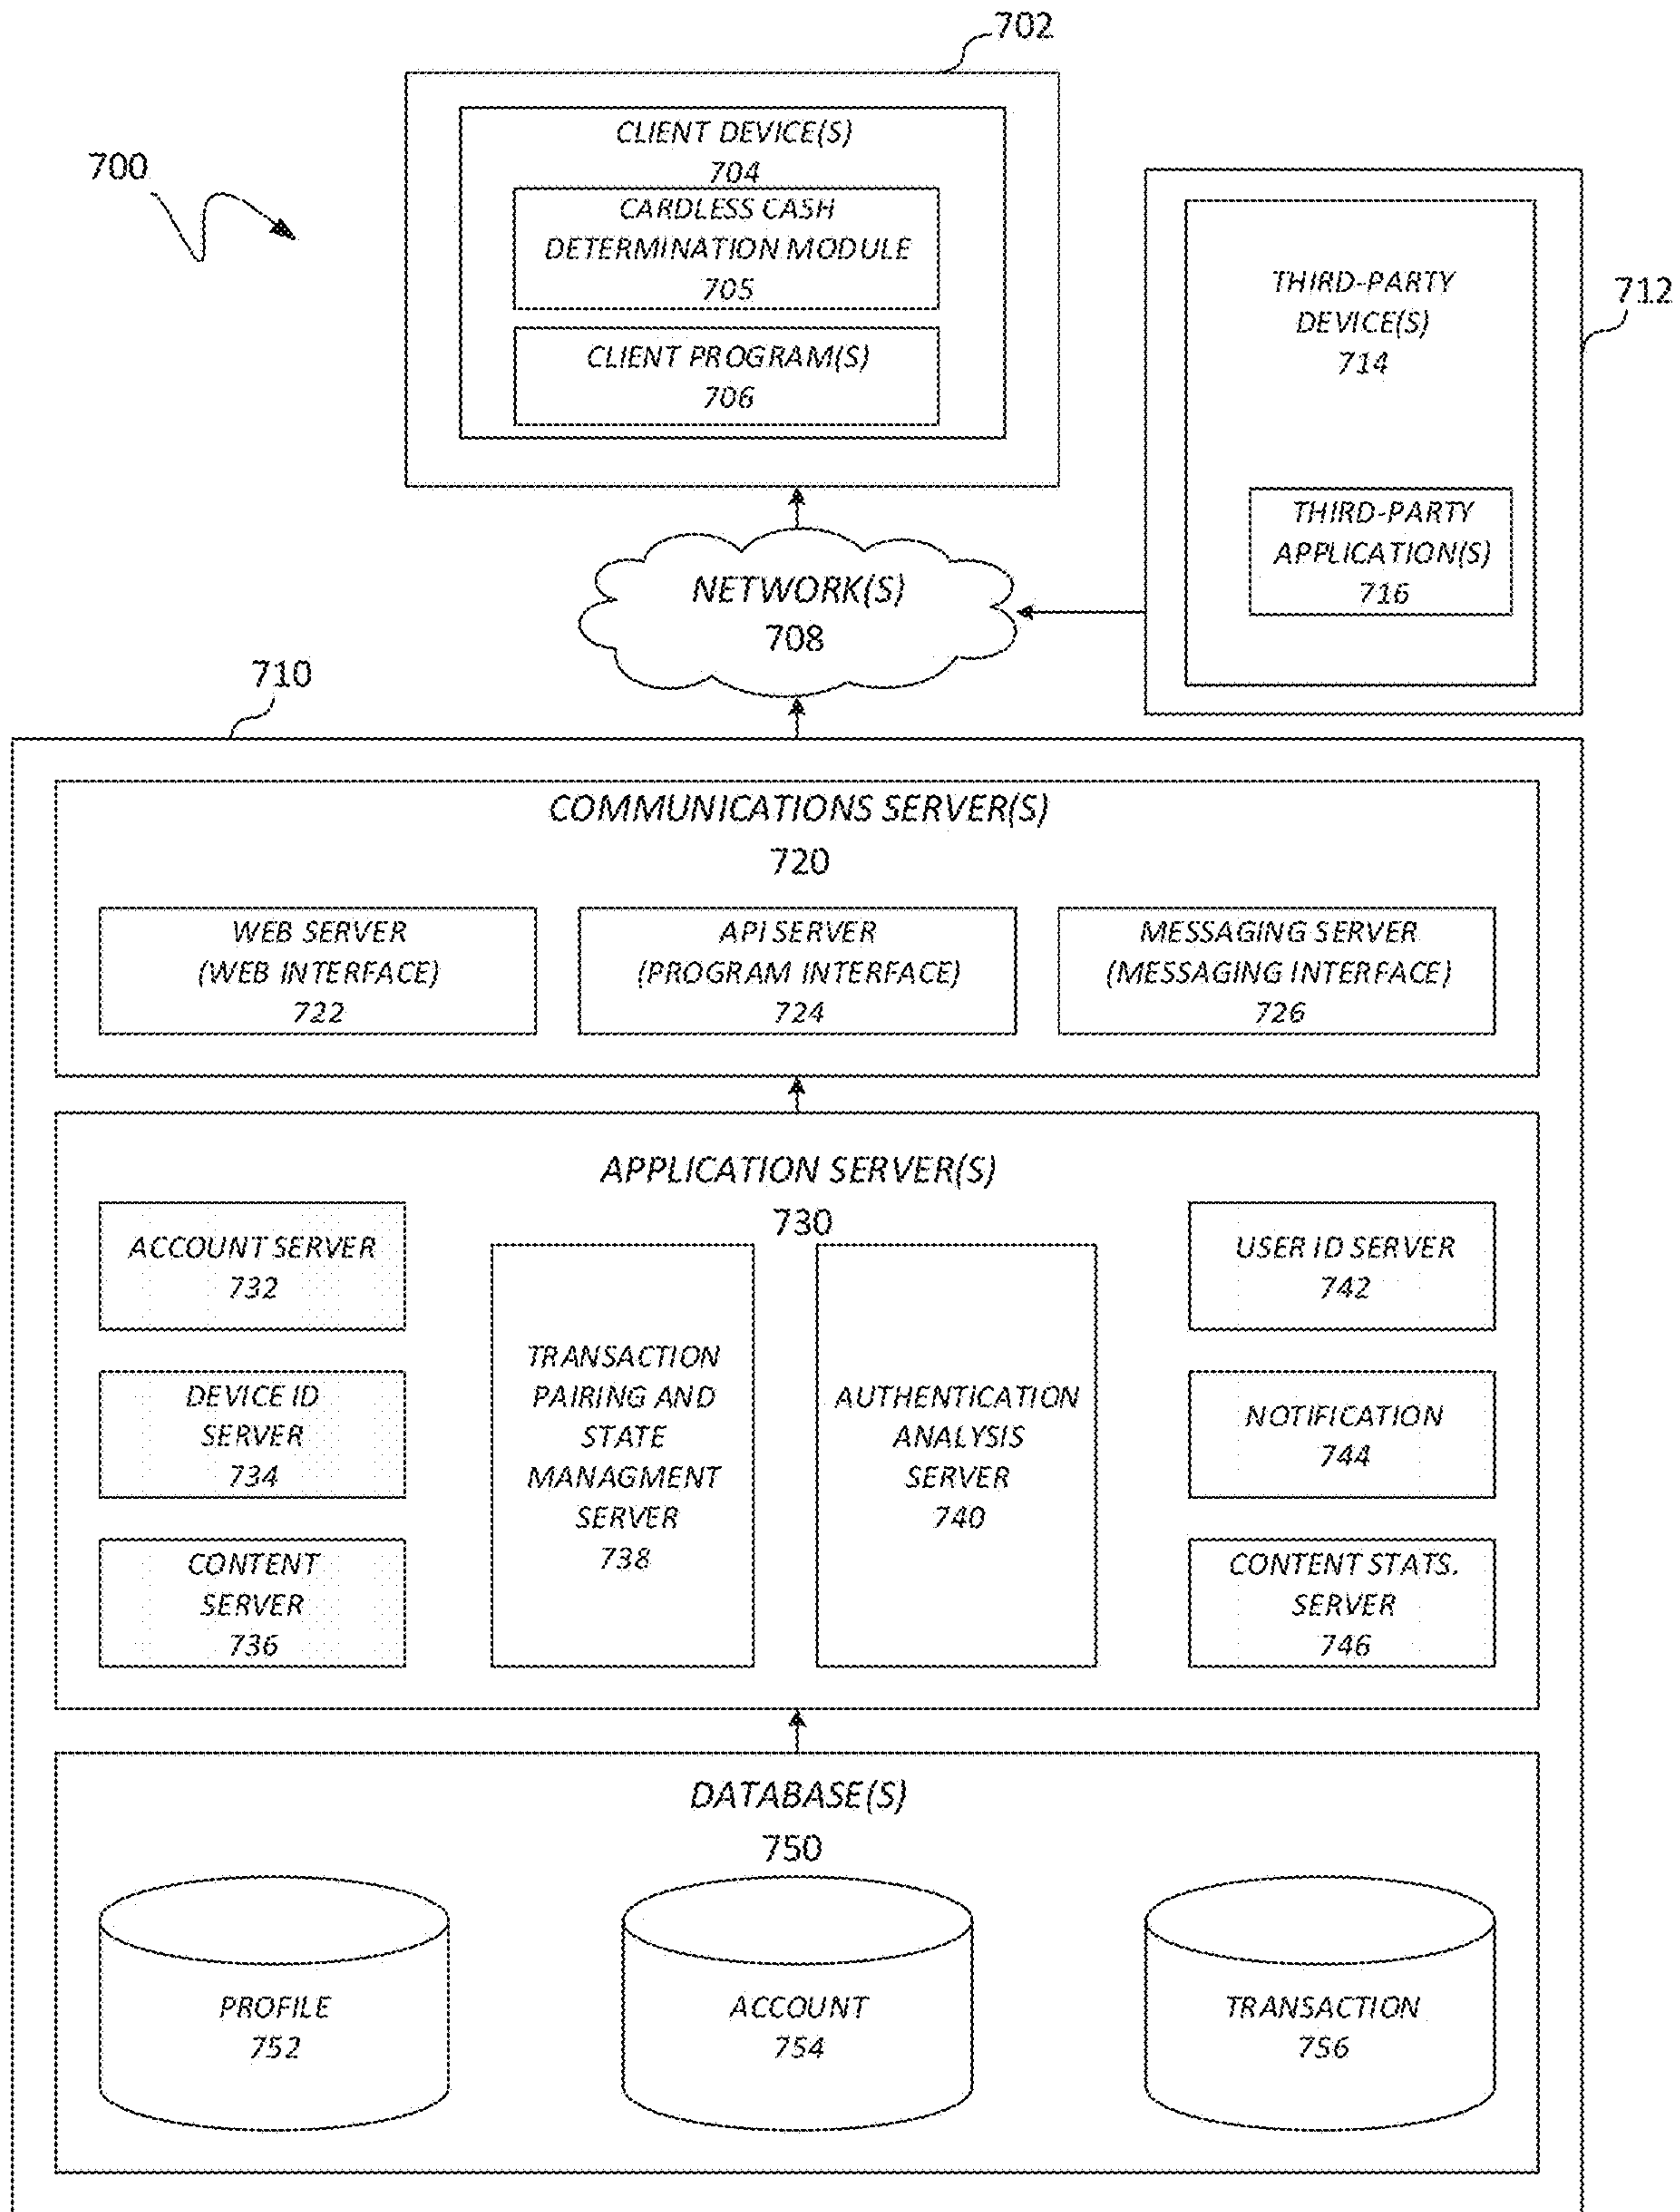 702
700
CLIENT DEVICE(S)
704
CARDLESS CASH
DETERMINATION MODULE
705
CLIENT PROGRAM(S)
706
712
THIRD-PARTY
DEVICE(S)
714
THIRD-PARTY
APPLICATION(S)
716
NETWORK(S)
708
710
COMMUNICATIONS SERVER(S)
720
WEB SERVER
(WEB INTERFACE)
722
API SERVER
(PROGRAM INTERFACE)
724
MESSAGING SERVER
(MESSAGING INTERFACE)
726
APPLICATION SERVER(S)
730
ACCOUNT SERVER
732
DEVICE ID
SERVER
734
CONTENT
SERVER
736
TRANSACTION
PAIRING AND
STATE
MANAGMENT
SERVER
738
AUTHENTICATION
ANALYSIS
SERVER
740
USER ID SERVER
742
NOTIFICATION
744
CONTENT STATS.
SERVER
746
DATABASE(S)
750
PROFILE
752
ACCOUNT
754
TRANSACTION
756